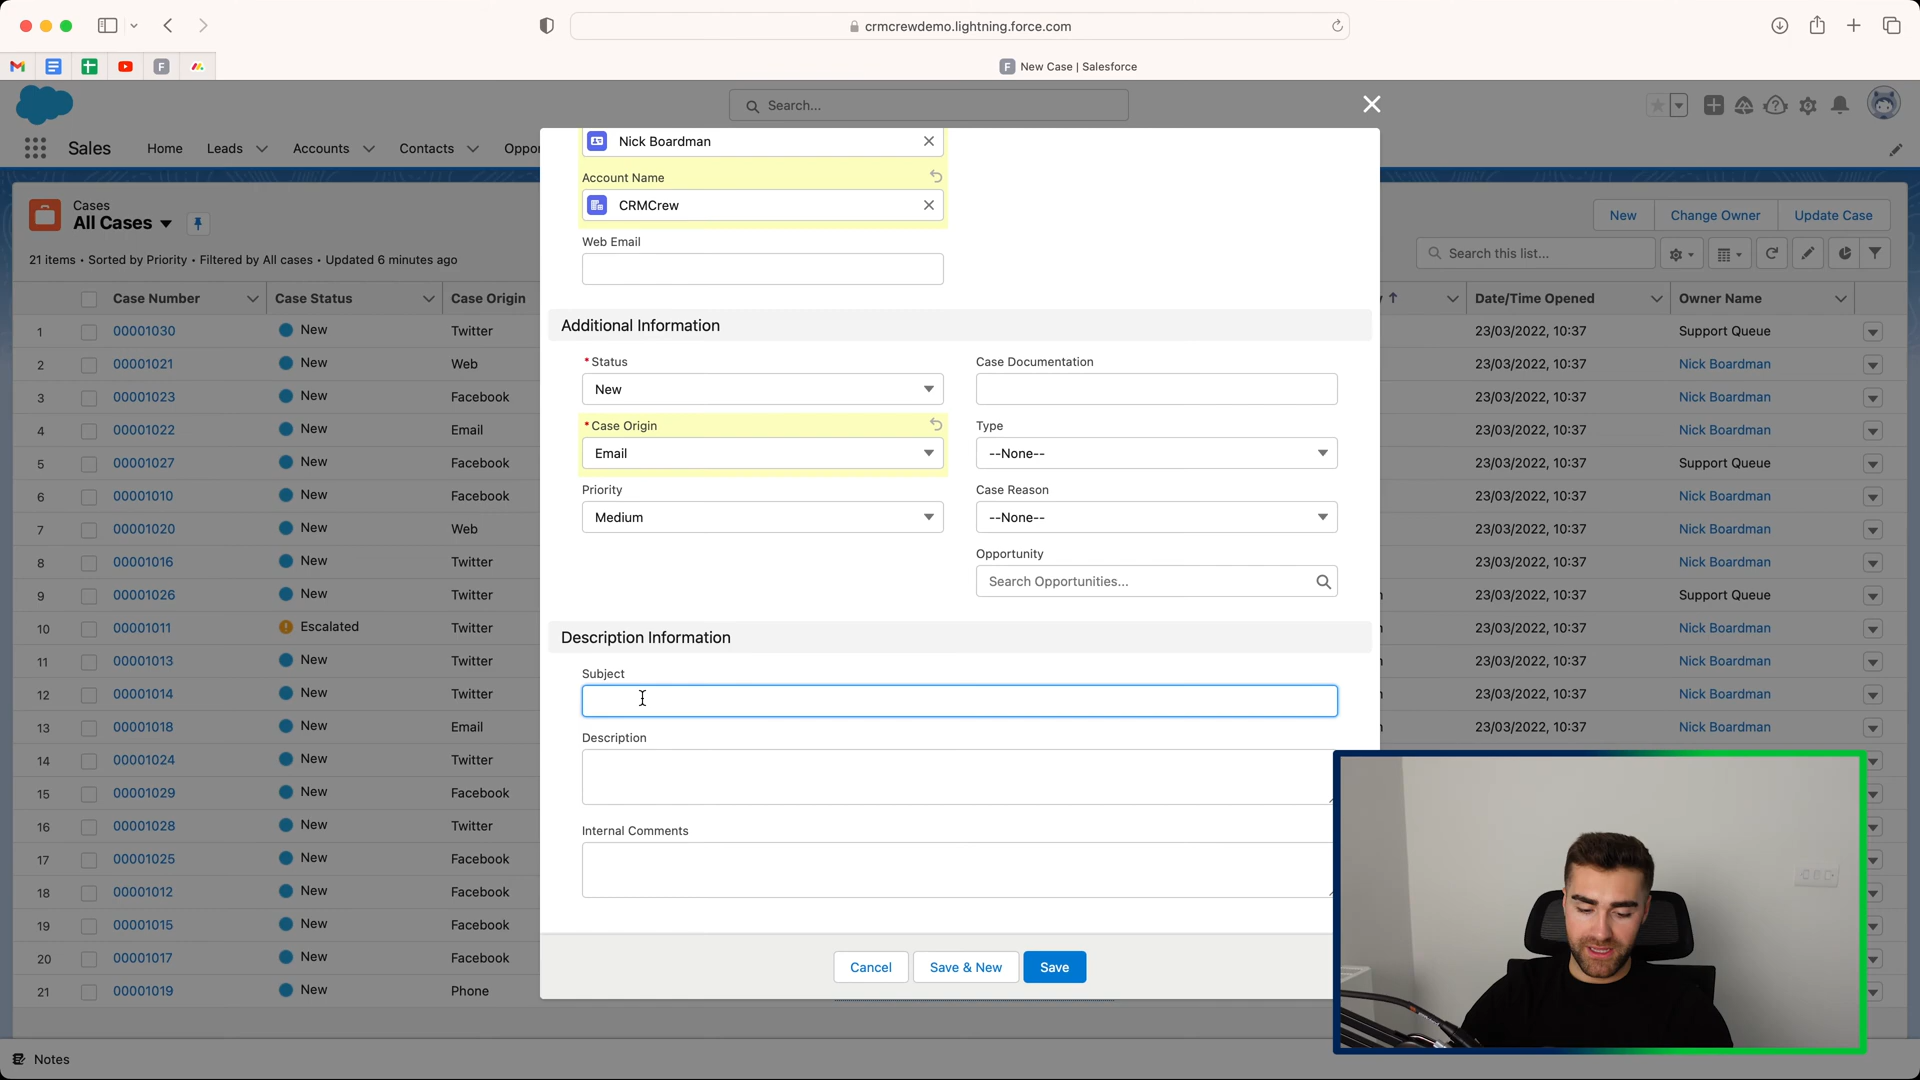 crmcrewdemo.lightning.force.com
New Case | Salesforce
Search...
Sales
Home
Leads
Accounts
Contacts
Oppor
Cases
All Cases
21 items • Sorted by Priority • Filtered by All cases • Updated 6 minutes ago
New
Change Owner
Update Case
Search this list...
Case Number
Case Status
Case Origin
Date/Time Opened
Owner Name
1 00001030 New Twitter 23/03/2022, 10:37 Support Queue
2 00001021 New Web 23/03/2022, 10:37 Nick Boardman
3 00001023 New Facebook 23/03/2022, 10:37 Nick Boardman
4 00001022 New Email 23/03/2022, 10:37 Nick Boardman
5 00001027 New Facebook 23/03/2022, 10:37 Support Queue
6 00001010 New Facebook 23/03/2022, 10:37 Nick Boardman
7 00001020 New Web 23/03/2022, 10:37 Nick Boardman
8 00001016 New Twitter 23/03/2022, 10:37 Nick Boardman
9 00001026 New Twitter 23/03/2022, 10:37 Support Queue
10 00001011 Escalated Twitter 23/03/2022, 10:37 Nick Boardman
11 00001013 New Twitter 23/03/2022, 10:37 Nick Boardman
12 00001014 New Twitter 23/03/2022, 10:37 Nick Boardman
13 00001018 New Email 23/03/2022, 10:37 Nick Boardman
14 00001024 New Twitter
15 00001029 New Facebook
16 00001028 New Twitter
17 00001025 New Facebook
18 00001012 New Facebook
19 00001015 New Facebook
20 00001017 New Facebook
21 00001019 New Phone
Nick Boardman
Account Name
CRMCrew
Web Email
Additional Information
*Status
New
Case Documentation
*Case Origin
Email
Type
--None--
Priority
Medium
Case Reason
--None--
Opportunity
Search Opportunities...
Description Information
Subject
Description
Internal Comments
Cancel
Save & New
Save
Notes